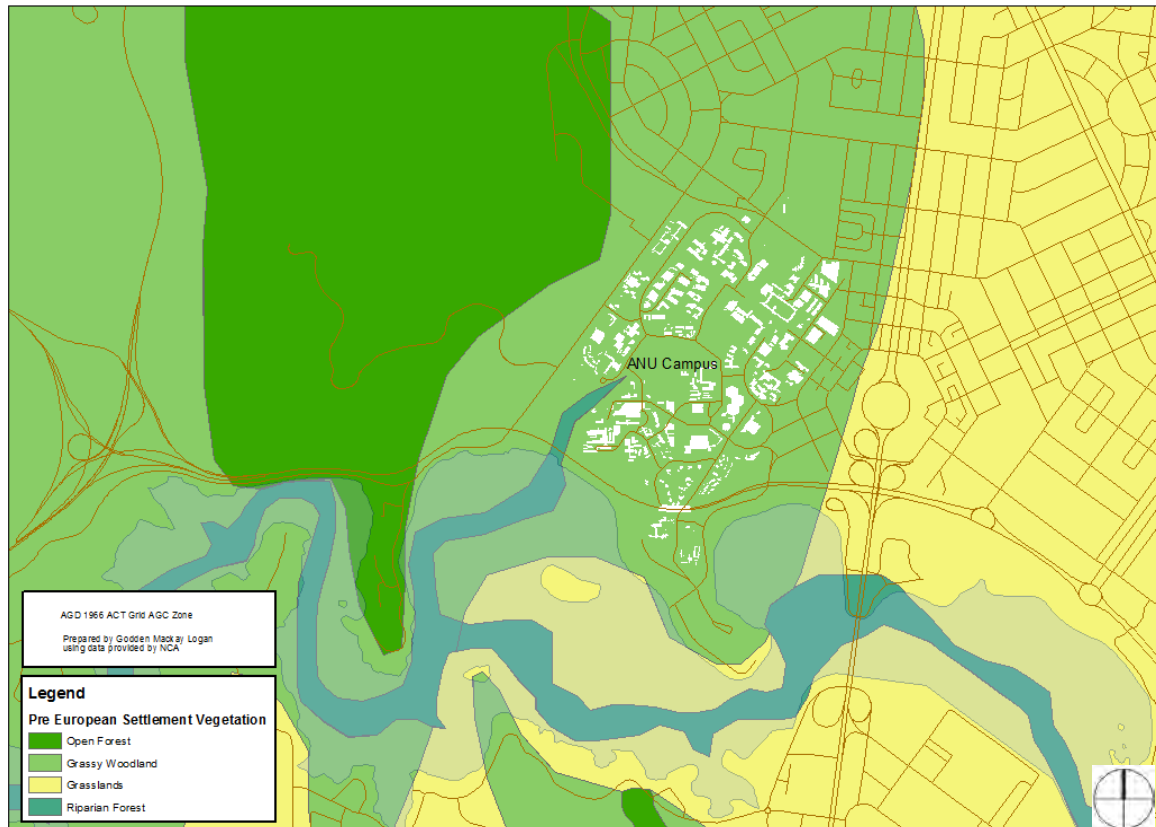 ANU Campus
AGD 1966 ACT Grid AGC Zone
Prepared by Godden Mackay Logan
using data provided by NCA
Legend
Pre European Settlement Vegetation
Open Forest
Grassy Woodland
Grasslands
Riparian Forest